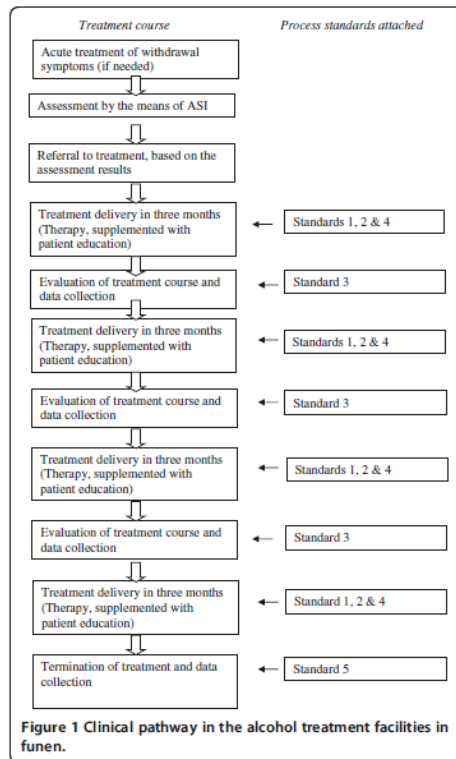 Treatment course
Process standards attached
Acute treatment of withdrawal
symptoms (if needed)
Assessment by the means of ASI
Referral to treatment, based on the
assessment results
Treatment delivery in three months
(Therapy, supplemented with
patient education)
Standards 1, 2 & 4
Evaluation of treatment course and
data collection
Standard 3
Treatment delivery in three months
(Therapy, supplemented with
patient education)
Standards 1, 2 & 4
Evaluation of treatment course and
data collection
Standard 3
Treatment delivery in three months
(Therapy, supplemented with
patient education)
Standards 1, 2 & 4
Evaluation of treatment course and
data collection
Standard 3
Treatment delivery in three months
(Therapy, supplemented with
patient education)
Standard 1, 2 & 4
Termination of treatment and data
collection
Standard 5
Figure 1 Clinical pathway in the alcohol treatment facilities in
funen.